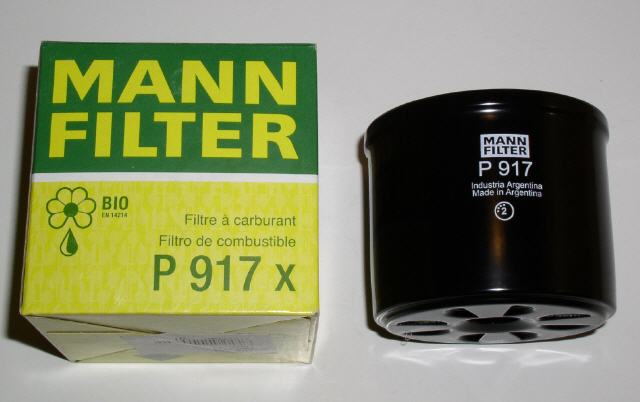 MANN
FILTER
BIO
EN 14214
Filtre à carburant
Filtro de combustible
P 917 x
MANN
FILTER
P 917
Industria Argentina
Made in Argentina
2